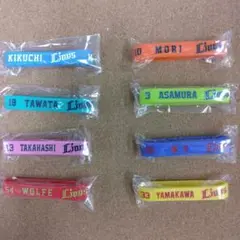 KIKUCHI Lions
10 MORI Lions
18 TAWATA
3 ASAMURA Lions
13 TAKAHASHI Lions
54 WOLFE Lions
33 YAMAKAWA Lions